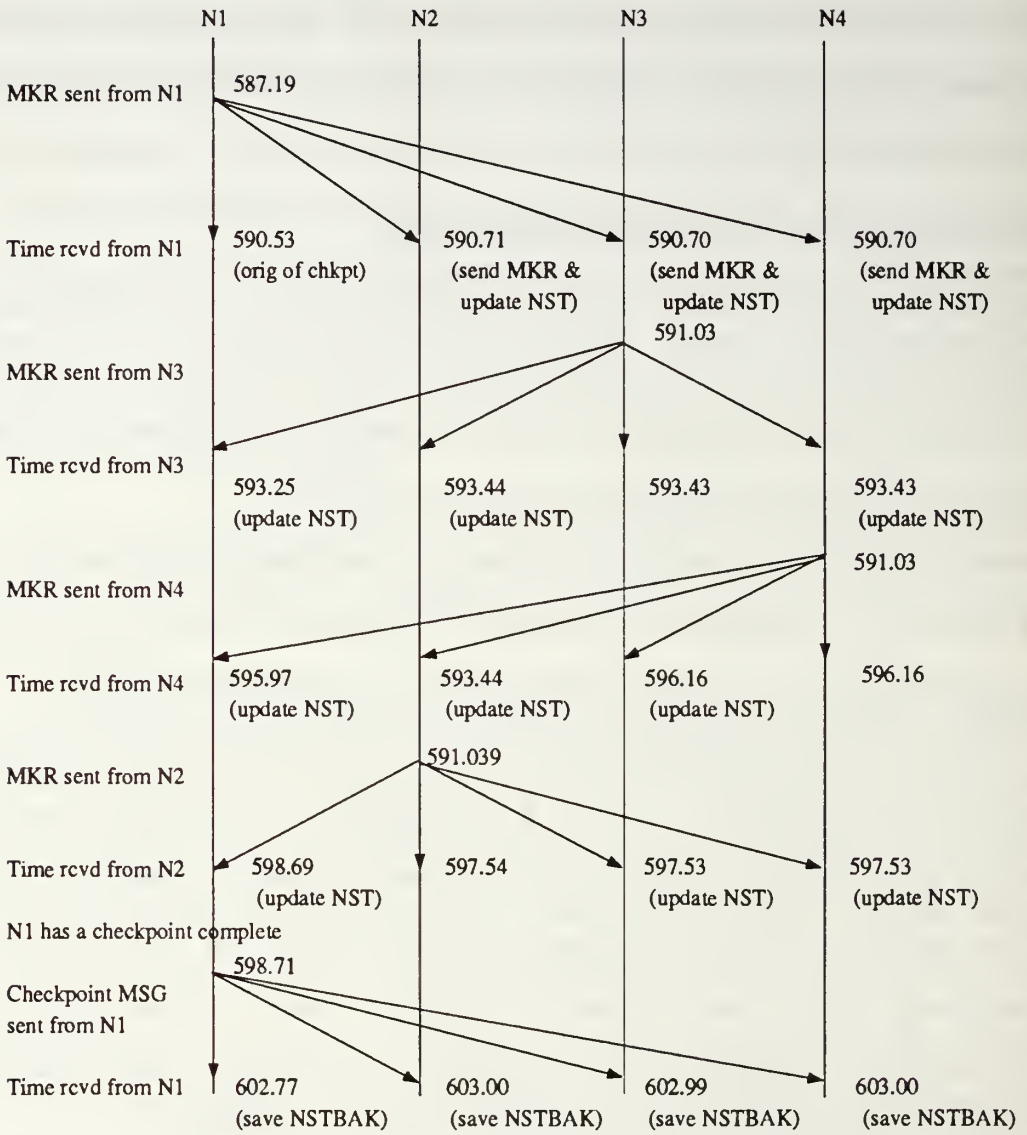 N1 N2 N3 N4
587.19
MKR sent from N1
Time rcvd from N1 590.53 590.71 590.70 590.70
(orig of chkpt) (send MKR & (send MKR & (send MKR &
update NST) update NST) update NST)
591.03
MKR sent from N3
Time rcvd from N3
593.25 593.44 593.43 593.43
(update NST) (update NST) (update NST)
591.03
MKR sent from N4
Time rcvd from N4 595.97 593.44 596.16 596.16
(update NST) (update NST) (update NST)
591.039
MKR sent from N2
Time rcvd from N2 598.69 597.54 597.53 597.53
(update NST) (update NST) (update NST)
N1 has a checkpoint complete
598.71
Checkpoint MSG
sent from N1
Time rcvd from N1 602.77 603.00 602.99 603.00
(save NSTBAK) (save NSTBAK) (save NSTBAK) (save NSTBAK)